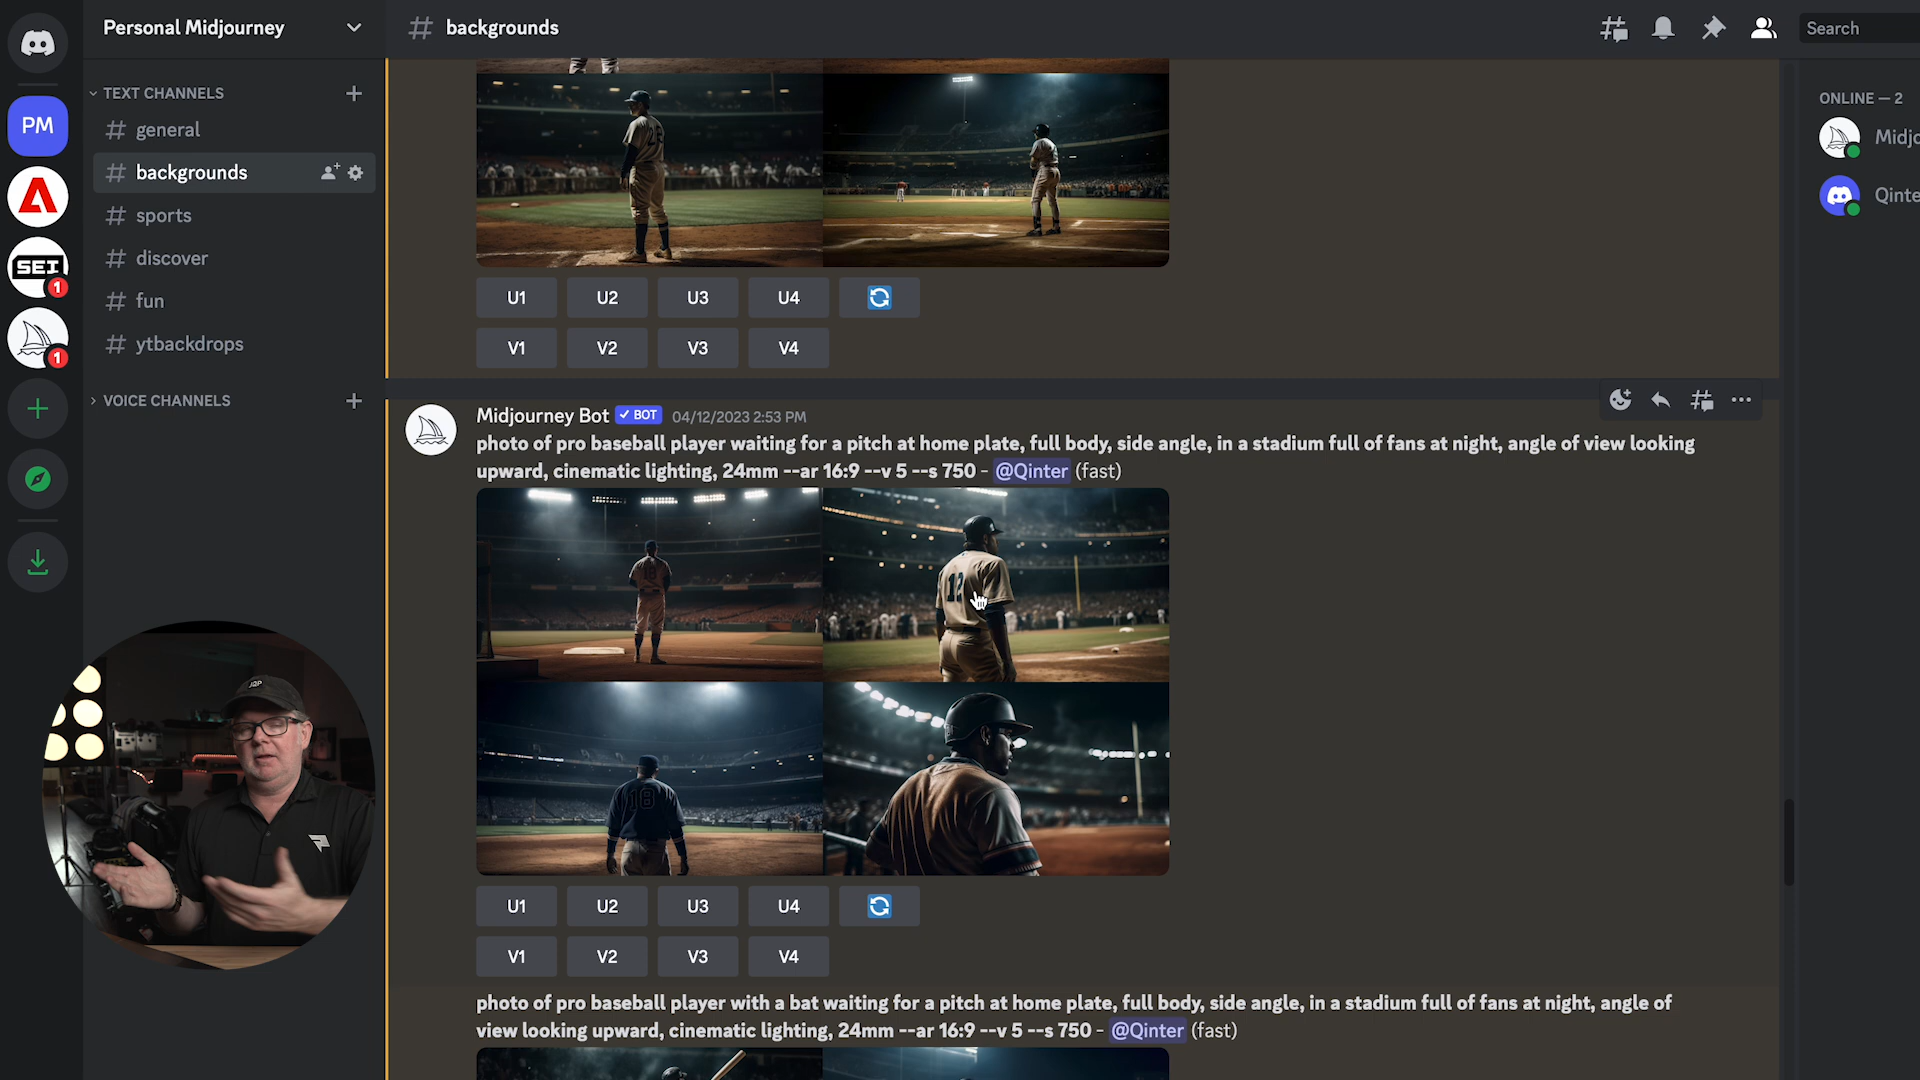 Personal Midjourney
# backgrounds
Search
PM
SEI
1
1
TEXT CHANNELS
# general
# backgrounds
# sports
# discover
# fun
# ytbackdrops
VOICE CHANNELS
U1 U2 U3 U4
V1 V2 V3 V4
Midjourney Bot ✓ BOT 04/12/2023 2:53 PM
photo of pro baseball player waiting for a pitch at home plate, full body, side angle, in a stadium full of fans at night, angle of view looking
upward, cinematic lighting, 24mm --ar 16:9 --v 5 --s 750 - @Qinter (fast)
12
18
U1 U2 U3 U4
V1 V2 V3 V4
photo of pro baseball player with a bat waiting for a pitch at home plate, full body, side angle, in a stadium full of fans at night, angle of
view looking upward, cinematic lighting, 24mm --ar 16:9 --v 5 --s 750 - @Qinter (fast)
ONLINE — 2
Midjo
Qinte